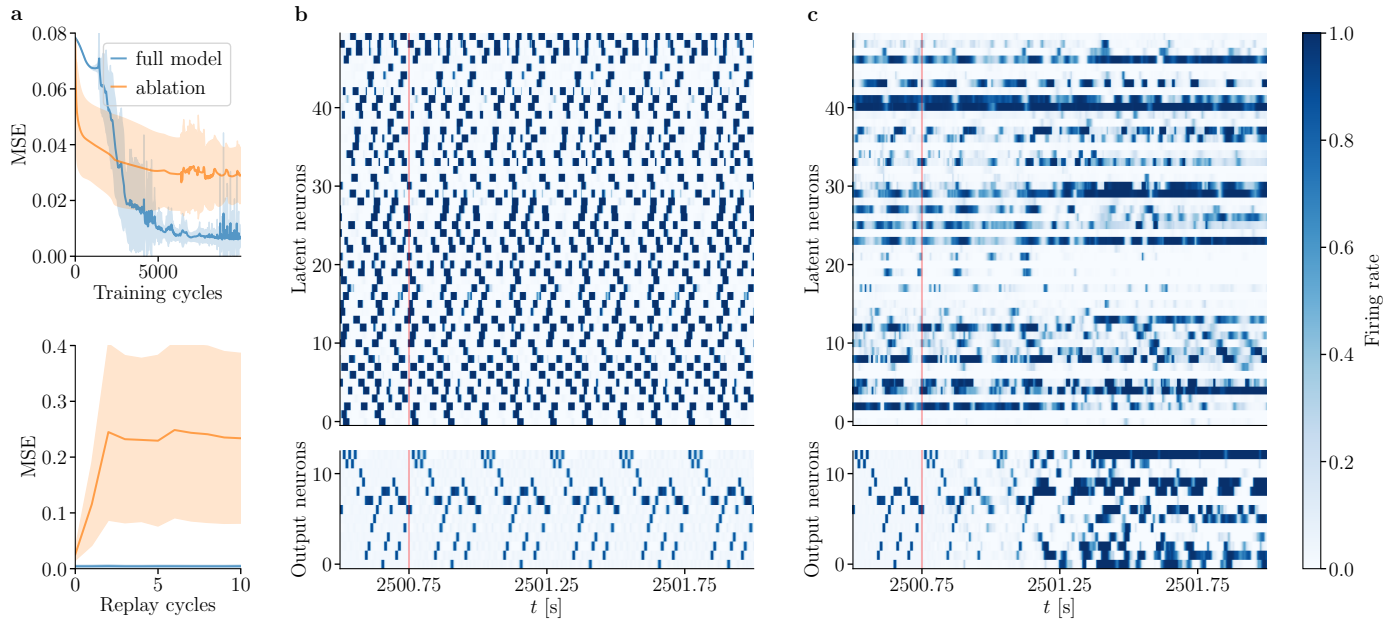 a
0.08
0.06
0.04
0.02
0.00
MSE
full model
ablation
0 5000
Training cycles
0.4
0.3
0.2
0.1
0.0
MSE
0 5 10
Replay cycles
b
40
30
20
10
0
Latent neurons
10
0
Output neurons
2500.75 2501.25 2501.75
t [s]
c
40
30
20
10
0
Latent neurons
10
0
Output neurons
2500.75 2501.25 2501.75
t [s]
1.0
0.8
0.6
0.4
0.2
0.0
Firing rate